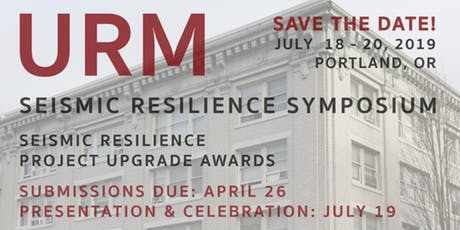 URM
SAVE THE DATE!
JULY 18 - 20, 2019
PORTLAND, OR
SEISMIC RESILIENCE SYMPOSIUM
SEISMIC RESILIENCE
PROJECT UPGRADE AWARDS
SUBMISSIONS DUE: APRIL 26
PRESENTATION & CELEBRATION: JULY 19